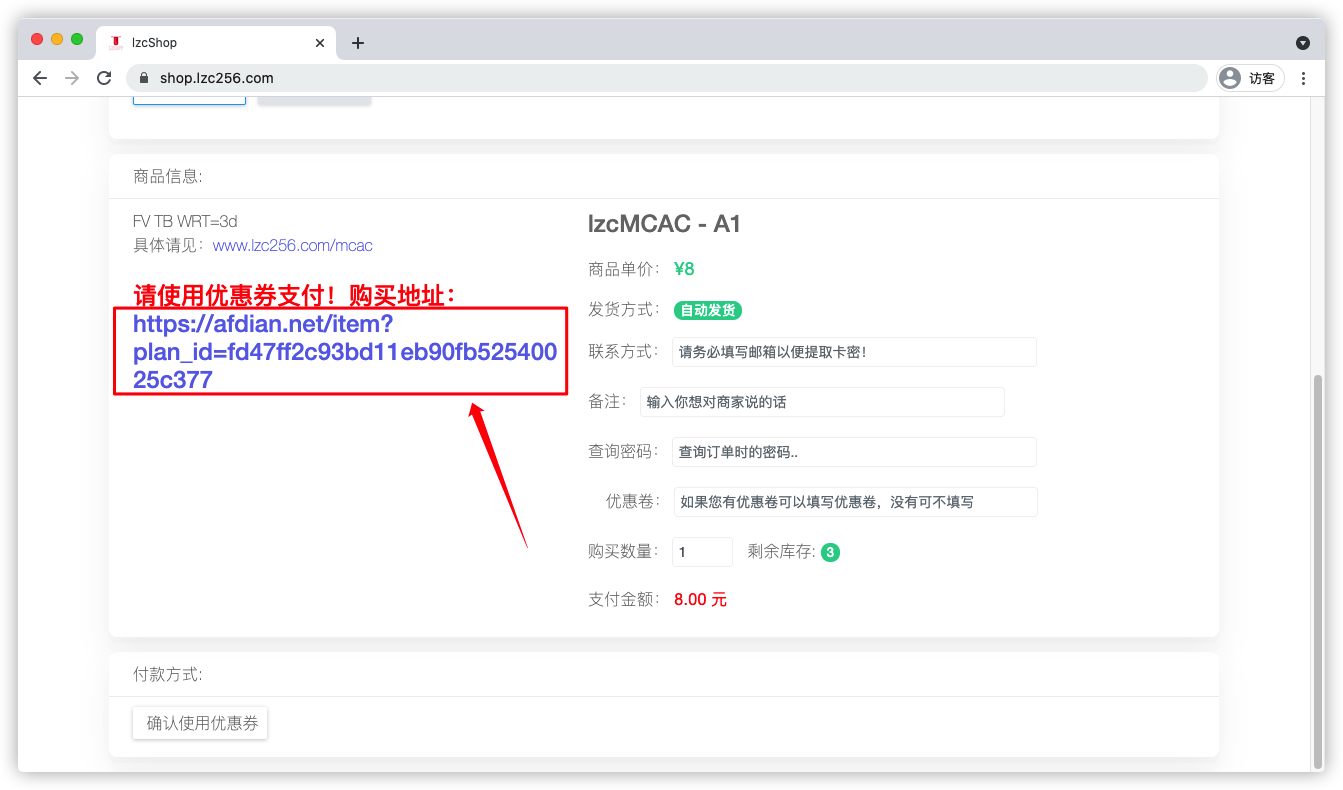 lzcShop
shop.lzc256.com
访客
商品信息:
FV TB WRT=3d
具体请见：www.lzc256.com/mcac
请使用优惠券支付！购买地址：
https://afdian.net/item?
plan_id=fd47ff2c93bd11eb90fb525400
25c377
lzcMCAC - A1
商品单价： ¥8
发货方式： 自动发货
联系方式： 请务必填写邮箱以便提取卡密！
备注： 输入你想对商家说的话
查询密码： 查询订单时的密码..
优惠卷： 如果您有优惠卷可以填写优惠卷，没有可不填写
购买数量： 1 剩余库存: 3
支付金额： 8.00 元
付款方式:
确认使用优惠券